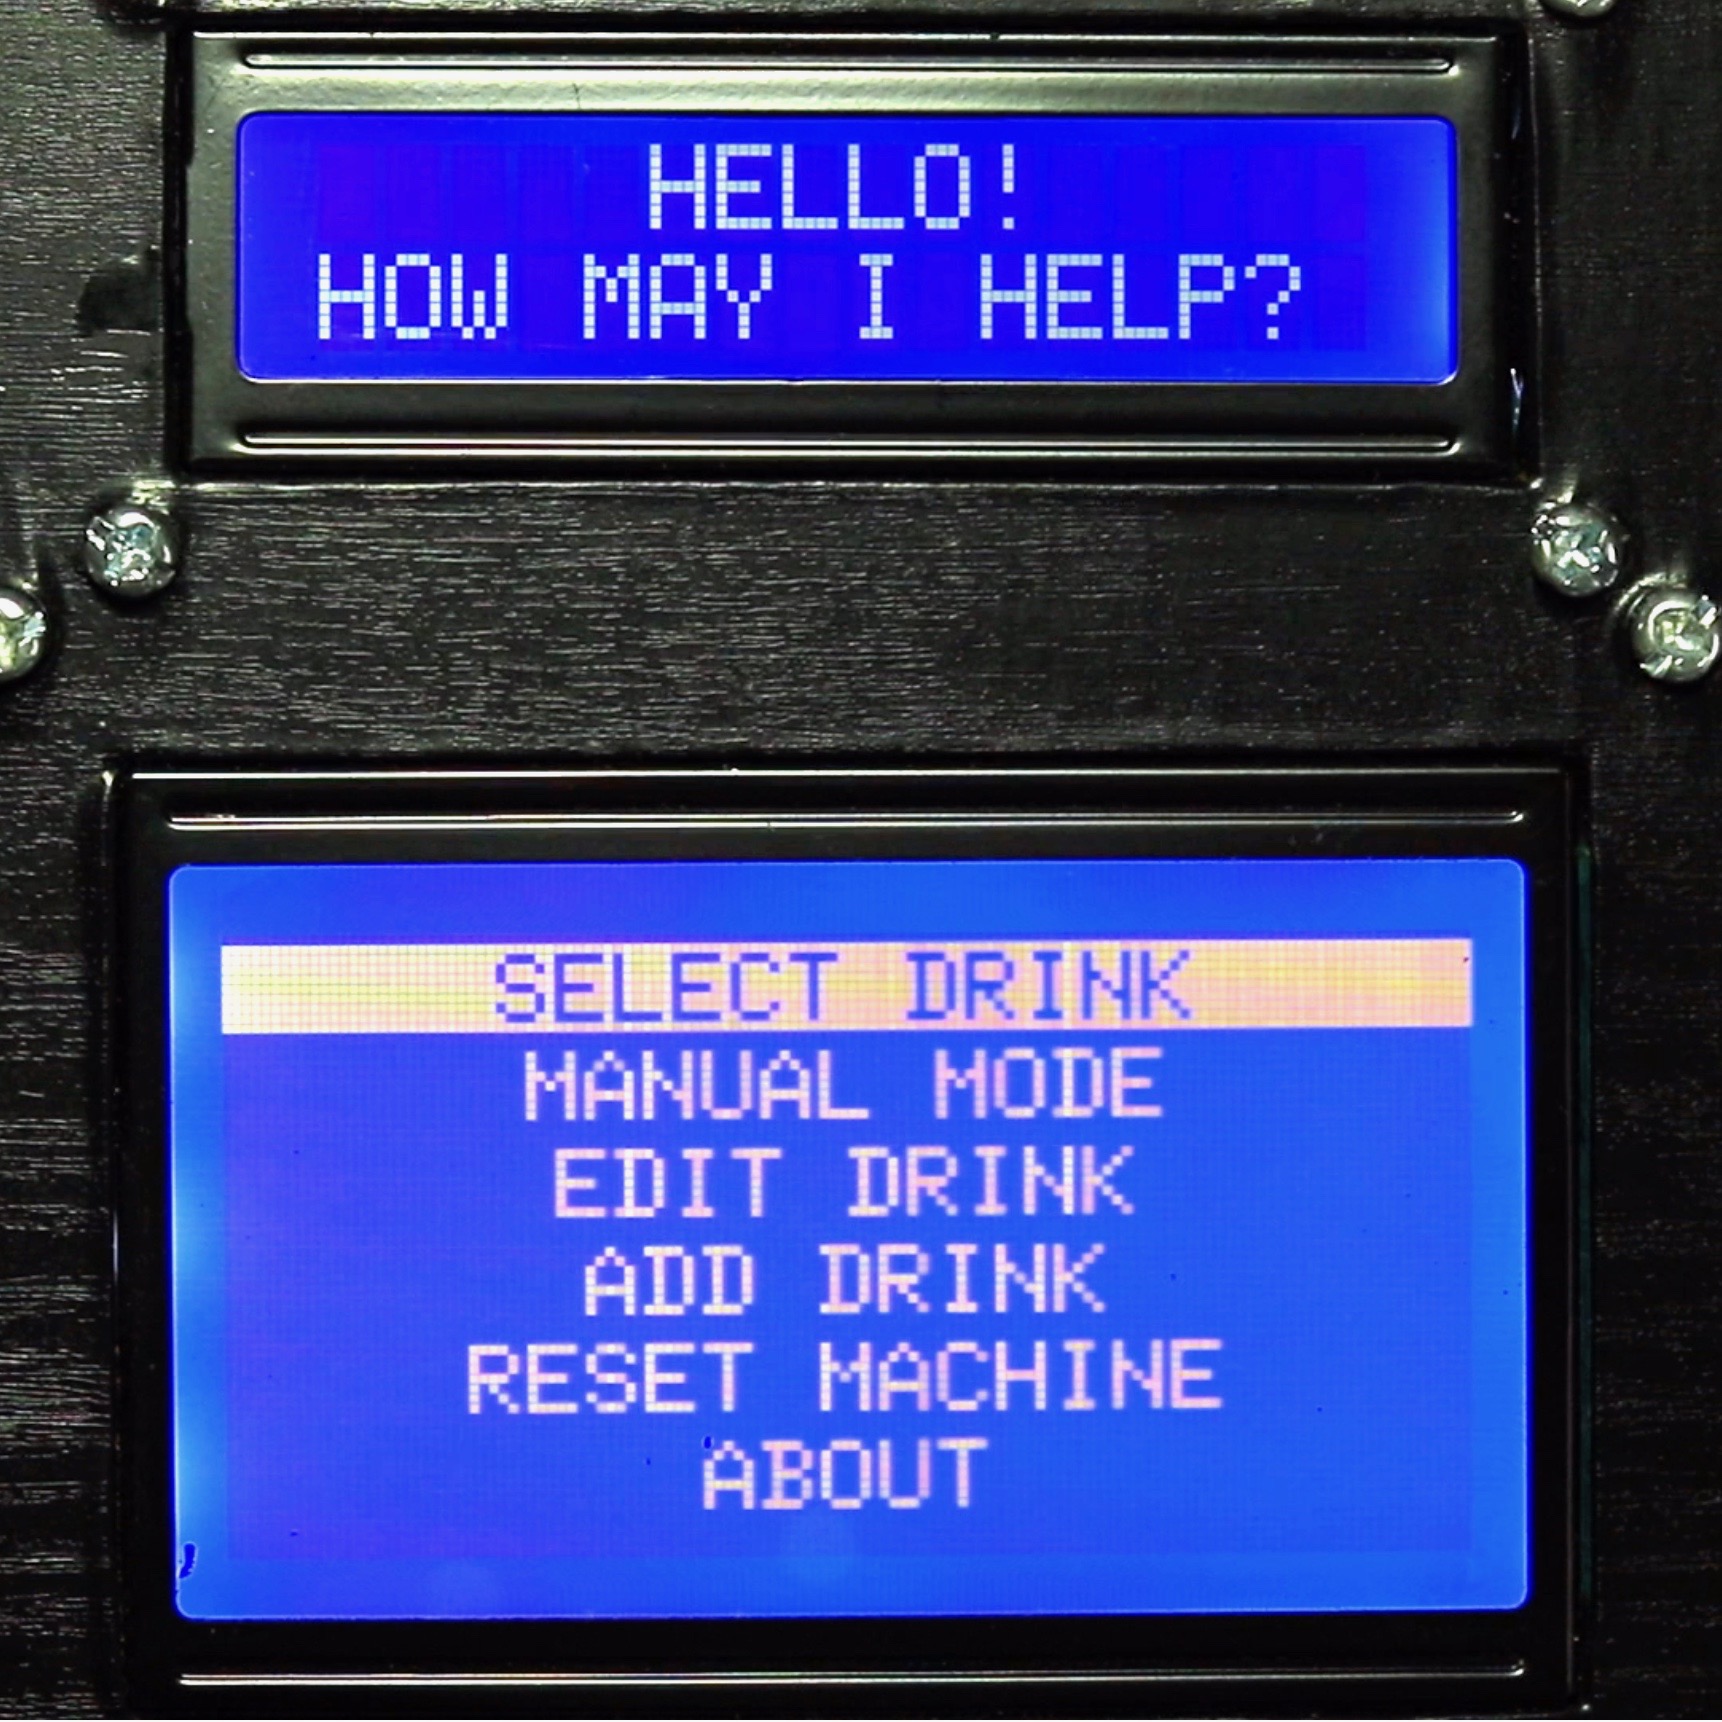 HELLO!
HOW MAY I HELP?
SELECT DRINK
MANUAL MODE
EDIT DRINK
ADD DRINK
RESET MACHINE
ABOUT